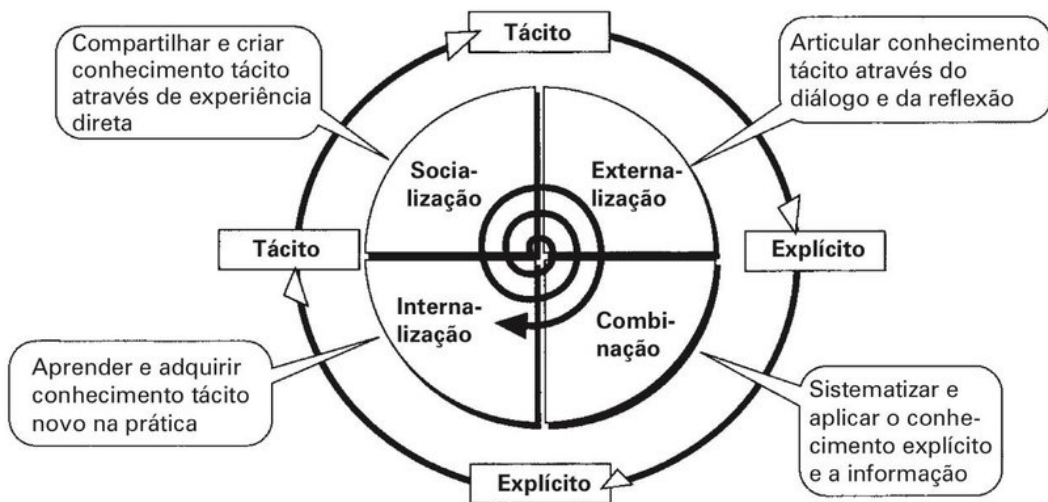 Tácito
Compartilhar e criar
conhecimento tácito
através de experiência
direta
Articular conhecimento
tácito através do
diálogo e da reflexão
Socia-
lização
Externa-
lização
Tácito
Explícito
Interna-
lização
Combi-
nação
Aprender e adquirir
conhecimento tácito
novo na prática
Sistematizar e
aplicar o conhe-
cimento explícito
e a informação
Explícito